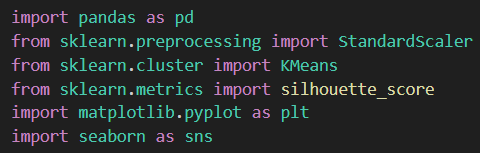 import pandas as pd
from sklearn.preprocessing import StandardScaler
from sklearn.cluster import KMeans
from sklearn.metrics import silhouette_score
import matplotlib.pyplot as plt
import seaborn as sns